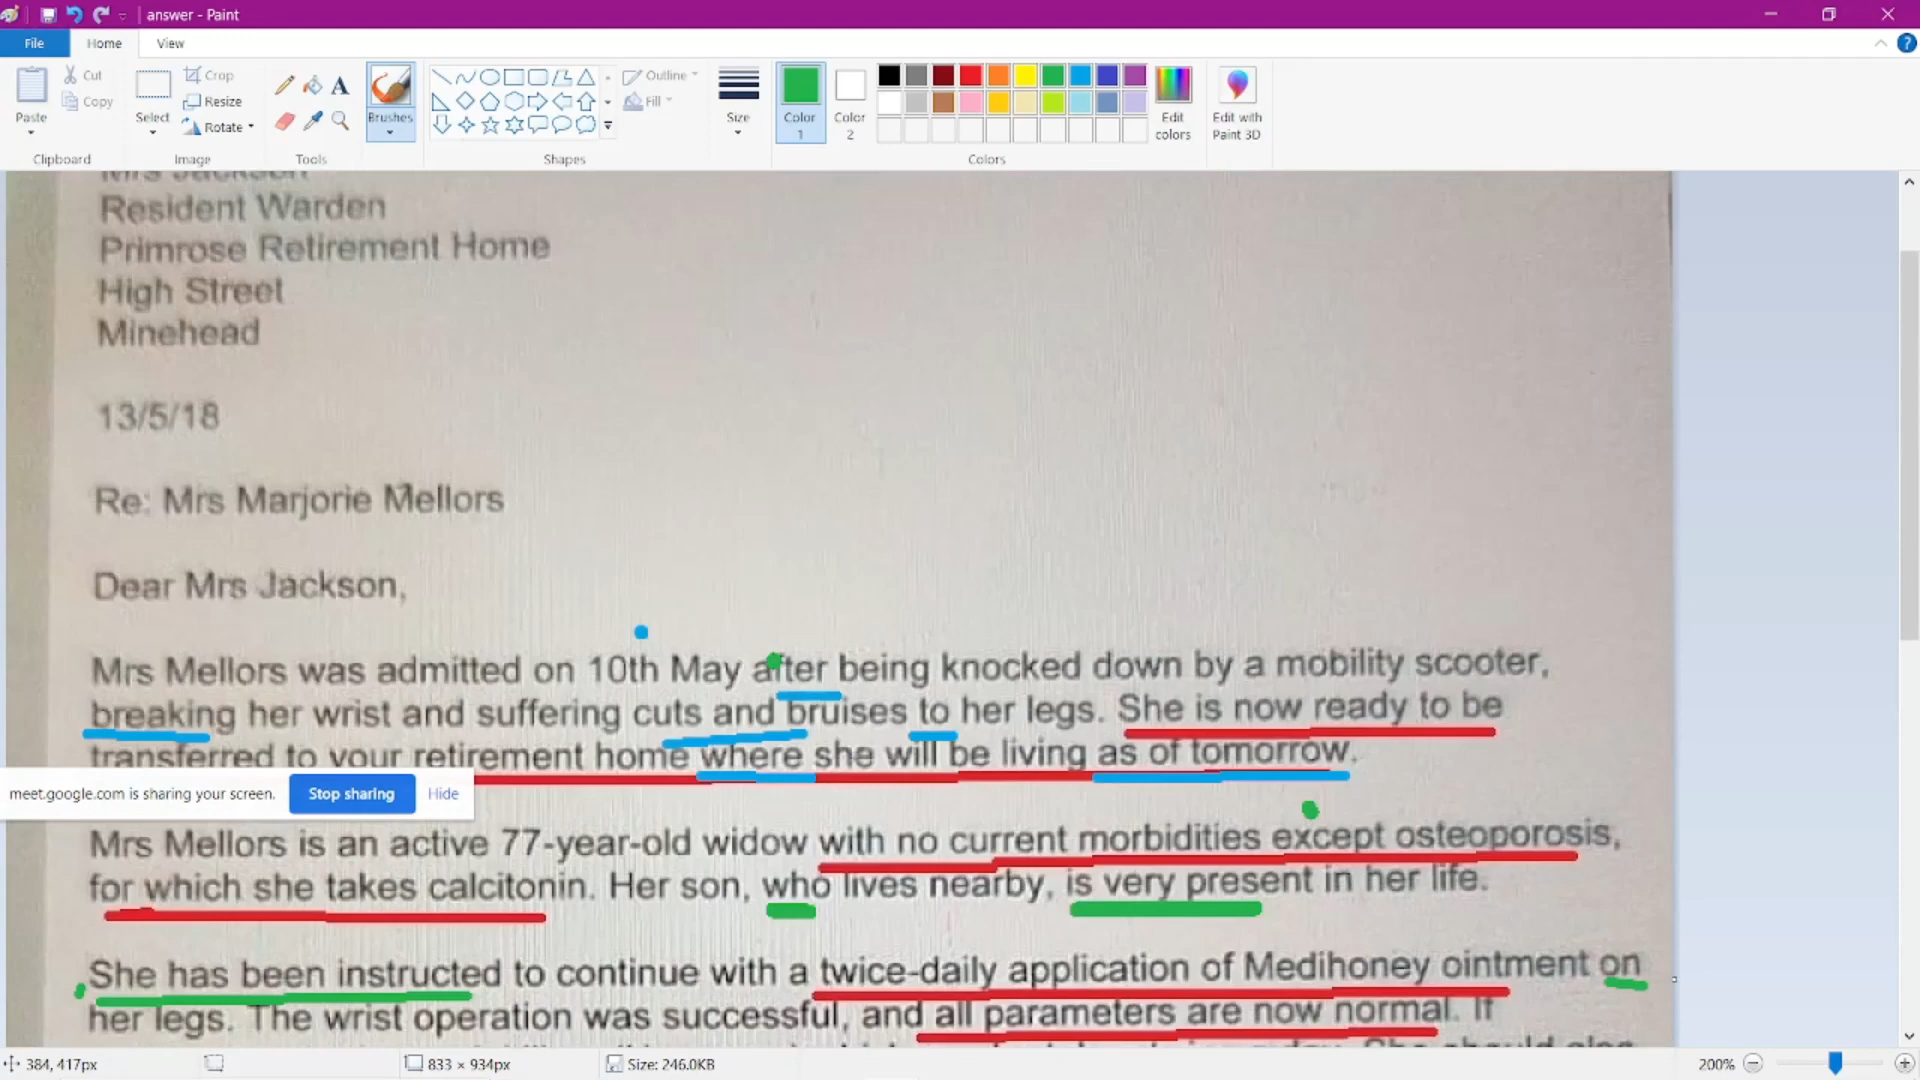 answer - Paint
File
Home
View
Paste
Cut
Copy
Clipboard
Select
Crop
Resize
Rotate
Image
Tools
Brushes
Shapes
Outline
Fill
Size
Color
1
Color
2
Edit
colors
Edit with
Paint 3D
Colors
Mrs Jackson
Resident Warden
Primrose Retirement Home
High Street
Minehead
13/5/18
Re: Mrs Marjorie Mellors
Dear Mrs Jackson,
Mrs Mellors was admitted on 10th May after being knocked down by a mobility scooter,
breaking her wrist and suffering cuts and bruises to her legs. She is now ready to be
transferred to your retirement home where she will be living as of tomorrow.
meet.google.com is sharing your screen.
Stop sharing
Hide
Mrs Mellors is an active 77-year-old widow with no current morbidities except osteoporosis,
for which she takes calcitonin. Her son, who lives nearby, is very present in her life.
She has been instructed to continue with a twice-daily application of Medihoney ointment on
her legs. The wrist operation was successful, and all parameters are now normal. If
She should also
384, 417px
833 × 934px
Size: 246.0KB
200%